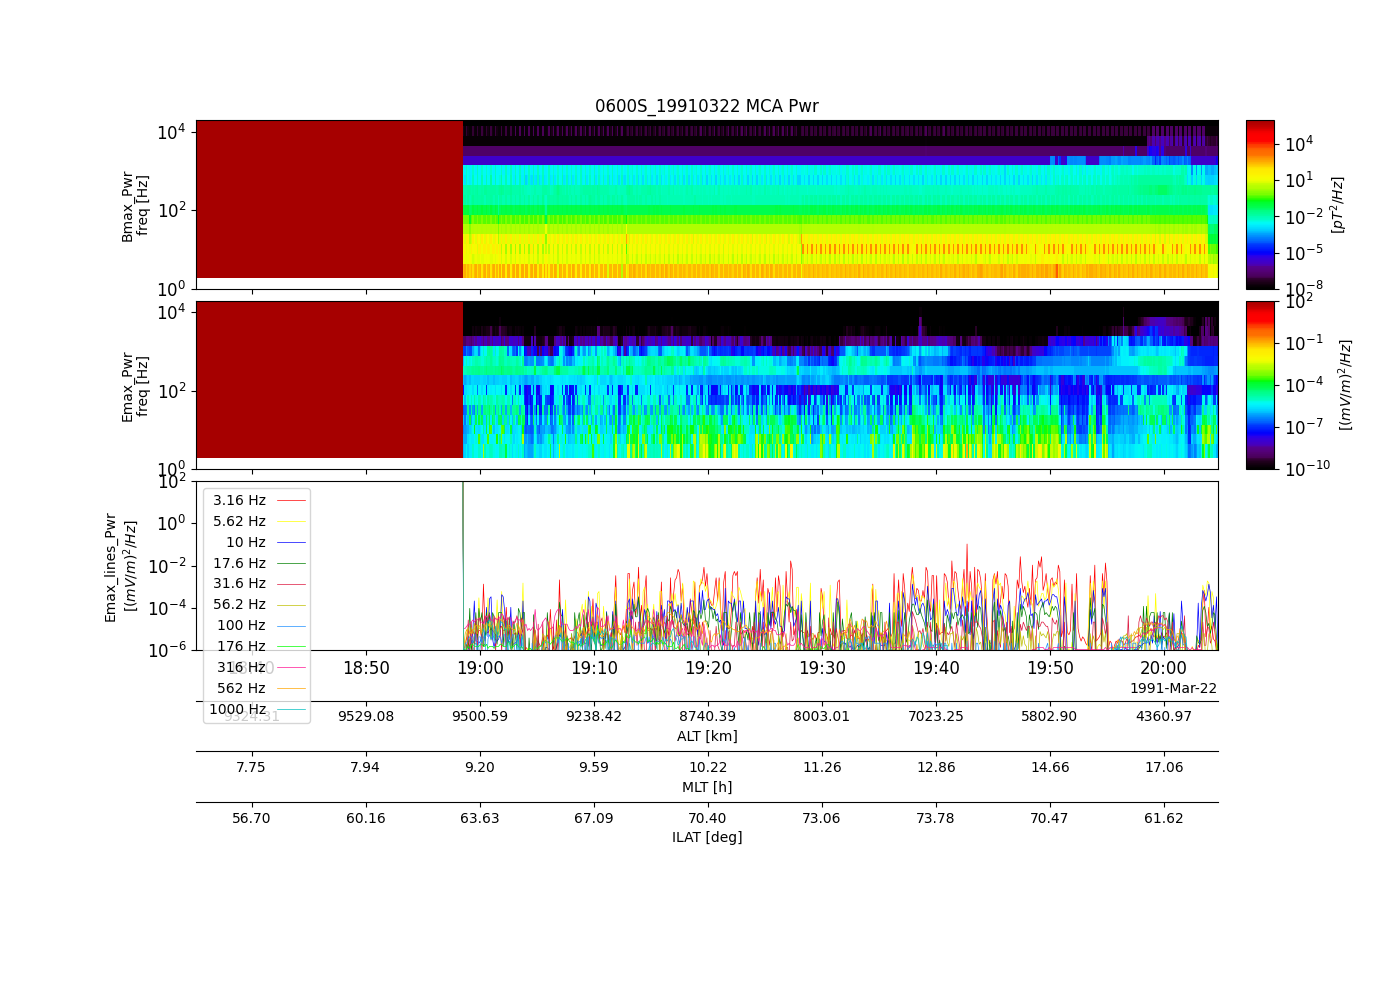 0600S_19910322 MCA Pwr
Bmax_Pwr
freq [Hz]
10^4
10^2
10^0
10^4
10^1
10^-2
10^-5
10^-8
[pT^2/Hz]
Emax_Pwr
freq [Hz]
10^4
10^2
10^0
10^2
10^-1
10^-4
10^-7
10^-10
[(mV/m)^2/Hz]
Emax_lines_Pwr
[(mV/m)^2/Hz]
10^2
10^0
10^-2
10^-4
10^-6
3.16 Hz
5.62 Hz
10 Hz
17.6 Hz
31.6 Hz
56.2 Hz
100 Hz
176 Hz
316 Hz
562 Hz
1000 Hz
18:40 18:50 19:00 19:10 19:20 19:30 19:40 19:50 20:00
1991-Mar-22
9324.31 9529.08 9500.59 9238.42 8740.39 8003.01 7023.25 5802.90 4360.97
ALT [km]
7.75 7.94 9.20 9.59 10.22 11.26 12.86 14.66 17.06
MLT [h]
56.70 60.16 63.63 67.09 70.40 73.06 73.78 70.47 61.62
ILAT [deg]